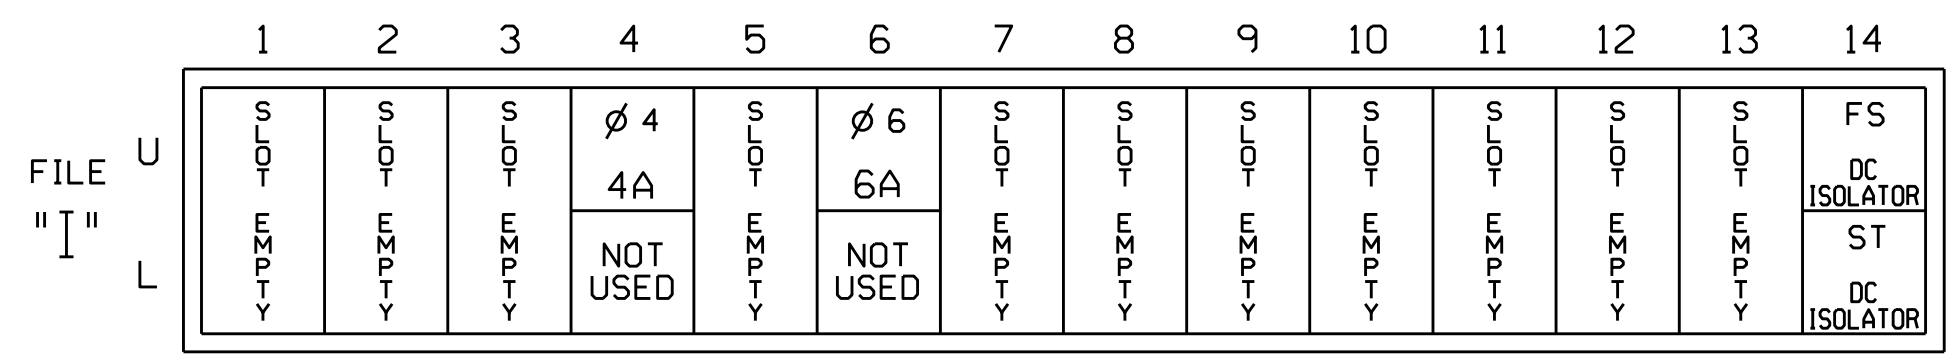 1 2 3 4 5 6 7 8 9 10 11 12 13 14
FILE
"I"
U
L
SLOT EMPTY
SLOT EMPTY
SLOT EMPTY
Ø 4
4A
NOT
USED
SLOT EMPTY
Ø 6
6A
NOT
USED
SLOT EMPTY
SLOT EMPTY
SLOT EMPTY
SLOT EMPTY
SLOT EMPTY
SLOT EMPTY
SLOT EMPTY
FS
DC
ISOLATOR
ST
DC
ISOLATOR